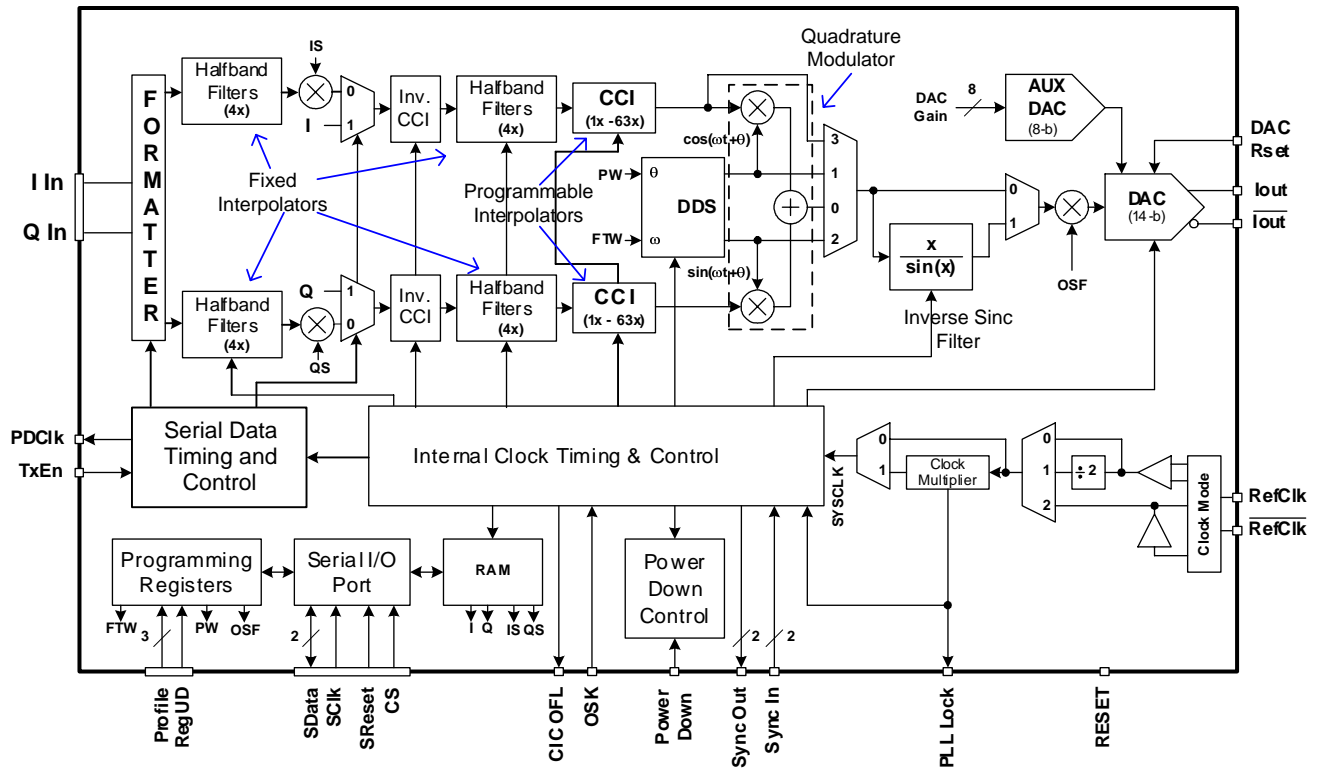 Quadrature
Modulator
IS
Halfband
Filters
(4x)
0
I
1
Inv.
CCI
Halfband
Filters
(4x)
CCI
(1x -63x)
8
DAC
Gain
AUX
DAC
(8-b)
DAC
Rset
FORMATTER
cos(ωt+θ)
3
I In
Q In
Fixed
Interpolators
Programmable
Interpolators
PW
θ
DDS
FTW
ω
1
0
2
0
1
DAC
(14-b)
Iout
Iout
x
sin(x)
OSF
sin(ωt+θ)
Halfband
Filters
(4x)
Q
1
0
QS
Inv.
CCI
Halfband
Filters
(4x)
CCI
(1x - 63x)
Inverse Sinc
Filter
PDClk
TxEn
Serial Data
Timing and
Control
Internal Clock Timing & Control
SYSCLK
0
1
Clock
Multiplier
0
1
2
÷ 2
Clock Mode
RefClk
RefClk
Programming
Registers
Serial I/O
Port
RAM
Power
Down
Control
FTW
3
PW
OSF
2
I
Q
IS
QS
2
2
Profile
RegUD
SData
SClk
SReset
CS
CIC OFL
OSK
Power
Down
Sync Out
Sync In
PLL Lock
RESET